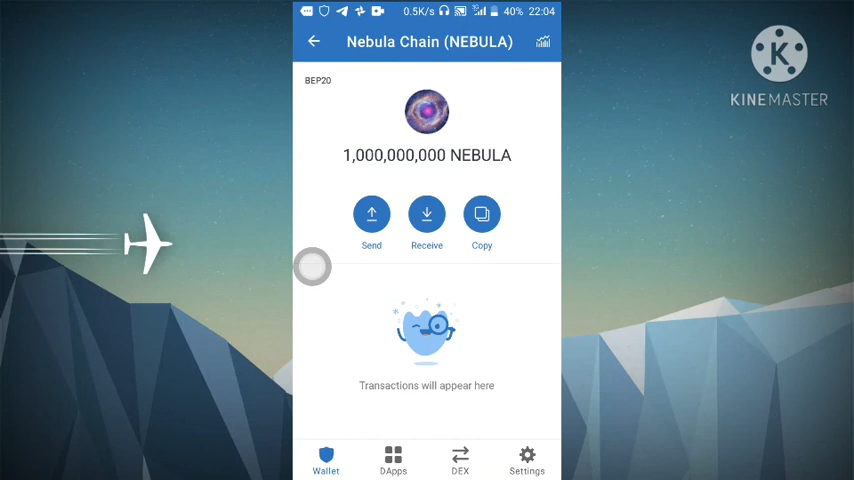 0.5K/s 3G 40% 22:04
Nebula Chain (NEBULA)
BEP20
1,000,000,000 NEBULA
Send
Receive
Copy
Transactions will appear here
Wallet
DApps
DEX
Settings
K
KINEMASTER